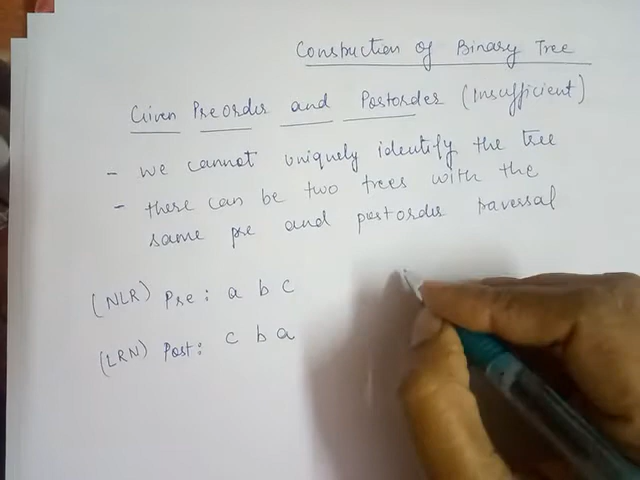 Construction of Binary Tree
Given Preorder and Postorder (Insufficient)
- we cannot uniquely identify the tree
- there can be two trees with the
same pre and postorder traversal
(NLR) Pre : a b c
(LRN) Post : c b a